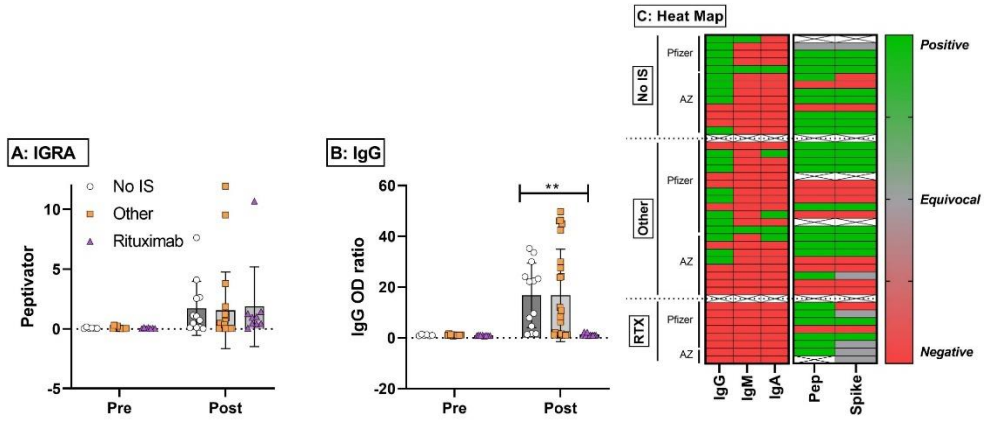 C: Heat Map
Pfizer
AZ
No IS
Pfizer
AZ
Other
Pfizer
AZ
RTX
IgG
IgM
IgA
Pep
Spike
Positive
Equivocal
Negative
A: IGRA
No IS
Other
Rituximab
Peptivator
10
5
0
-5
Pre
Post
B: IgG
**
IgG OD ratio
60
40
20
0
-20
Pre
Post